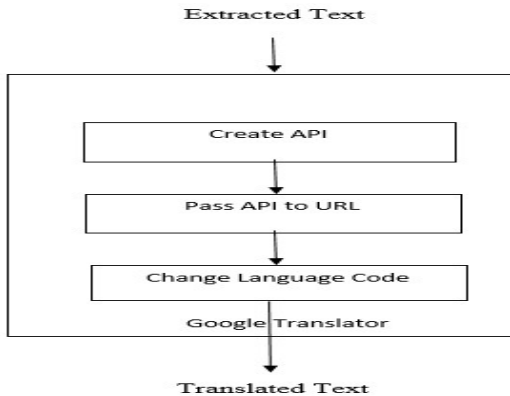 Extracted Text
Create API
Pass API to URL
Change Language Code
Google Translator
Translated Text